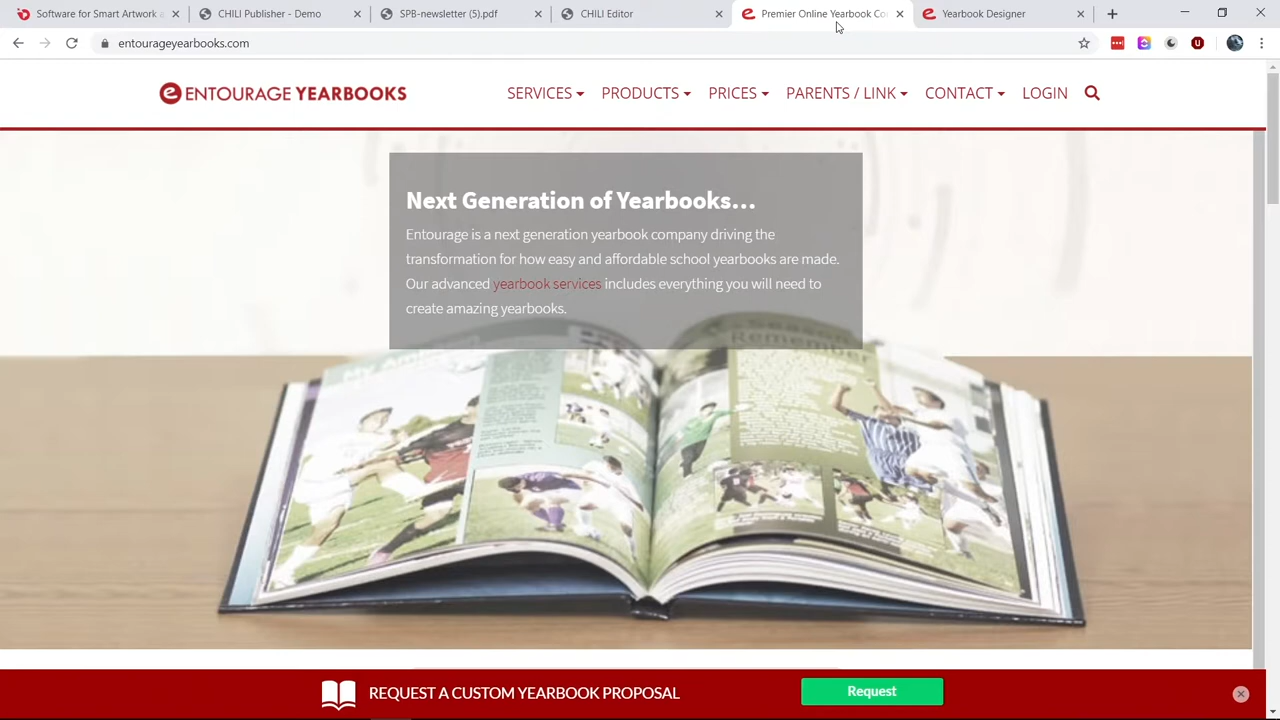 Software for Smart Artwork a
CHILI Publisher - Demo
SPB-newsletter (5).pdf
CHILI Editor
Premier Online Yearbook Co
Yearbook Designer
entourageyearbooks.com
ENTOURAGE YEARBOOKS
SERVICES
PRODUCTS
PRICES
PARENTS / LINK
CONTACT
LOGIN
Next Generation of Yearbooks...
Entourage is a next generation yearbook company driving the
transformation for how easy and affordable school yearbooks are made.
Our advanced yearbook services includes everything you will need to
create amazing yearbooks.
Season
Remember
REQUEST A CUSTOM YEARBOOK PROPOSAL
Request